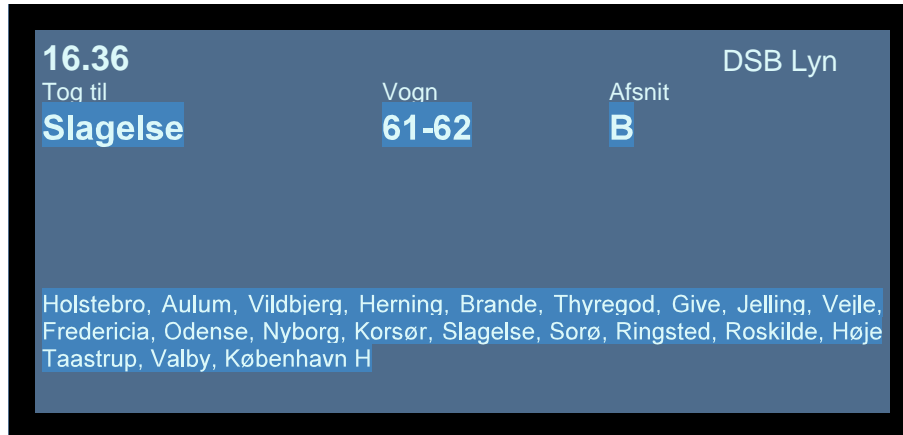 16.36 DSB Lyn
Tog til Vogn Afsnit
Slagelse 61-62 B
Holstebro, Aulum, Vildbjerg, Herning, Brande, Thyregod, Give, Jelling, Vejle,
Fredericia, Odense, Nyborg, Korsør, Slagelse, Sorø, Ringsted, Roskilde, Høje
Taastrup, Valby, København H